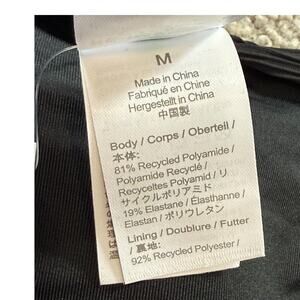 M
Made in China
Fabriqué en Chine
Hergestellt in China
中国製
Body / Corps / Oberteil /
本体:
81% Recycled Polyamide /
Polyamide Recyclé /
Recyceltes Polyamid / リ
サイクルポリアミド
19% Elastane / Élasthanne /
Elastan / ポリウレタン
Lining / Doublure / Futter
/ 裏地:
92% Recycled Polyester /